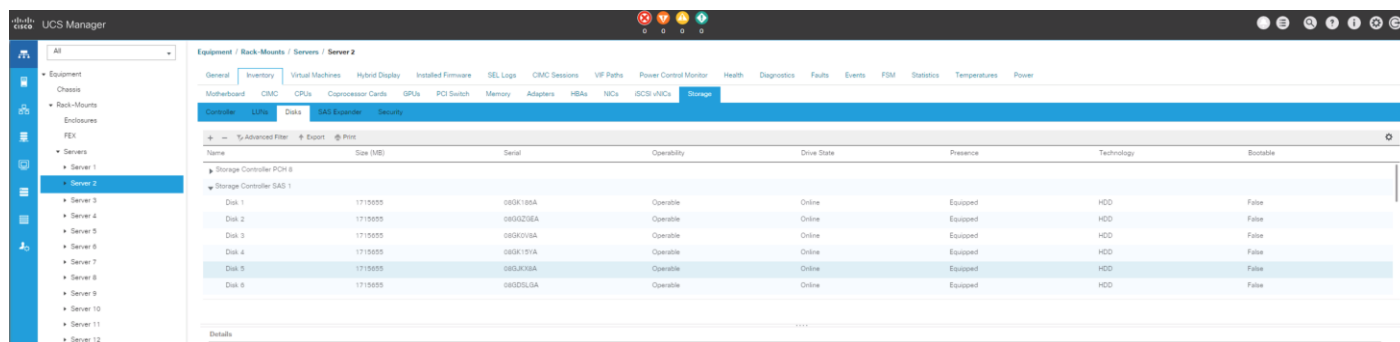 cisco UCS Manager
0 0 0 0
All
Equipment
Chassis
Rack-Mounts
Enclosures
FEX
Servers
Server 1
Server 2
Server 3
Server 4
Server 5
Server 6
Server 7
Server 8
Server 9
Server 10
Server 11
Server 12
Equipment / Rack-Mounts / Servers / Server 2
General Inventory Virtual Machines Hybrid Display Installed Firmware SEL Logs CIMC Sessions VIF Paths Power Control Monitor Health Diagnostics Faults Events FSM Statistics Temperatures Power
Motherboard CIMC CPUs Coprocessor Cards GPUs PCI Switch Memory Adapters HBAs NICs iSCSI vNICs Storage
Controller LUNs Disks SAS Expander Security
+ − Advanced Filter Export Print
Name Size (MB) Serial Operability Drive State Presence Technology Bootable
Storage Controller PCH 8
Storage Controller SAS 1
Disk 1 1715655 08GK186A Operable Online Equipped HDD False
Disk 2 1715655 08GGZGEA Operable Online Equipped HDD False
Disk 3 1715655 08GK0V8A Operable Online Equipped HDD False
Disk 4 1715655 08GK15YA Operable Online Equipped HDD False
Disk 5 1715655 08GJKX8A Operable Online Equipped HDD False
Disk 6 1715655 08GDSLGA Operable Online Equipped HDD False
Details